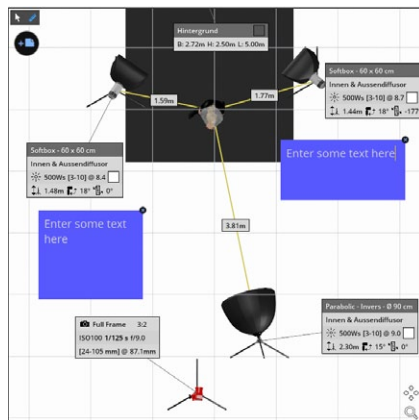 Hintergrund
B: 2.72m H: 2.50m L: 5.00m
1.59m
1.77m
Softbox - 60 x 60 cm
Innen & Aussendiffusor
500Ws [3-10] @ 8.7
1.44m 18° -177
Softbox - 60 x 60 cm
Innen & Aussendiffusor
500Ws [3-10] @ 8.4
1.48m 18° 0°
Enter some text here
Enter some text
here
3.81m
Full Frame 3:2
ISO100 1/125 s f/9.0
[24-105 mm] @ 87.1mm
Parabolic - Invers - Ø 90 cm
Innen & Aussendiffusor
500Ws [3-10] @ 9.0
2.30m 15° 0°